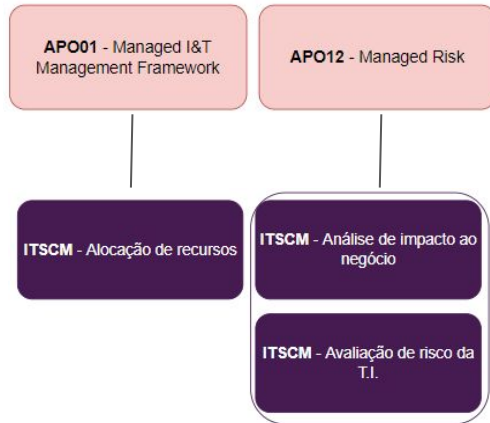 APO01 - Managed I&T
Management Framework
APO12 - Managed Risk
ITSCM - Alocação de recursos
ITSCM - Análise de impacto ao
negócio
ITSCM - Avaliação de risco da
T.I.